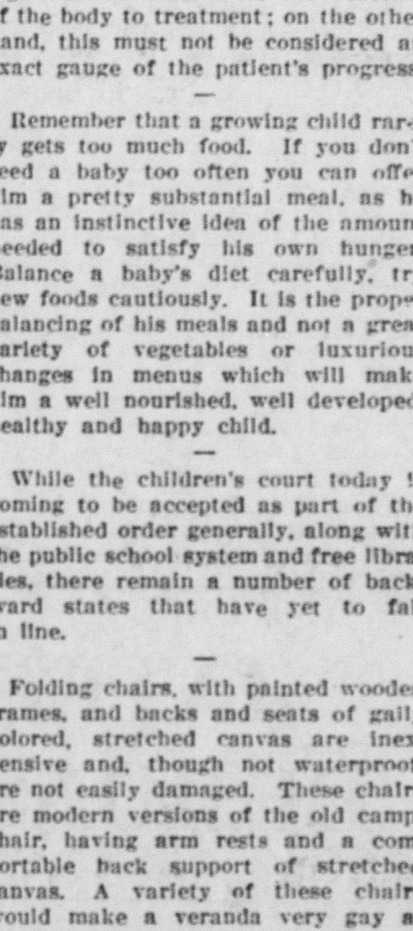 f the body to treatment; on the othe
and, this must not be considered a
xact gauge of the patient's progress
Remember that a growing child rar-
y gets too much food. If you don'
eed a baby too often you can offe
im a pretty substantial meal, as h
as an instinctive idea of the amoun
eeded to satisfy his own hunger
Balance a baby's diet carefully, tr
ew foods cautiously. It is the prope
alancing of his meals and not a grea
ariety of vegetables or luxuriou
hanges in menus which will mak
im a well nourished, well developed
ealthy and happy child.
While the children's court today i
oming to be accepted as part of th
stablished order generally, along wit
he public school system and free libra
ies, there remain a number of back
ward states that have yet to fal
n line.
Folding chairs, with painted woode
rames, and backs and seats of gail
olored, stretched canvas are inex
ensive and, though not waterproof
re not easily damaged. These chair
re modern versions of the old camp
hair, having arm rests and a com
ortable back support of stretche
anvas. A variety of these chair
ould make a veranda very gay a